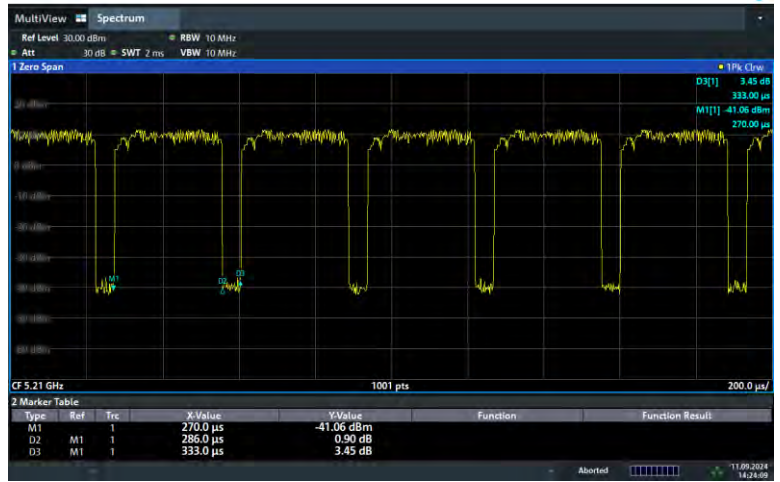 MultiView Spectrum
Ref Level 30.00 dBm RBW 10 MHz
Att 30 dB SWT 2 ms VBW 10 MHz
1 Zero Span 1Pk Clrw
D3[1] 3.45 dB
333.00 µs
M1[1] -41.06 dBm
270.00 µs
M1
D2
D3
CF 5.21 GHz 1001 pts 200.0 µs/
2 Marker Table
Type Ref Trc X-Value Y-Value Function Function Result
M1 1 270.0 µs -41.06 dBm
D2 M1 1 286.0 µs 0.90 dB
D3 M1 1 333.0 µs 3.45 dB
Aborted 11.09.2024
14:24:09